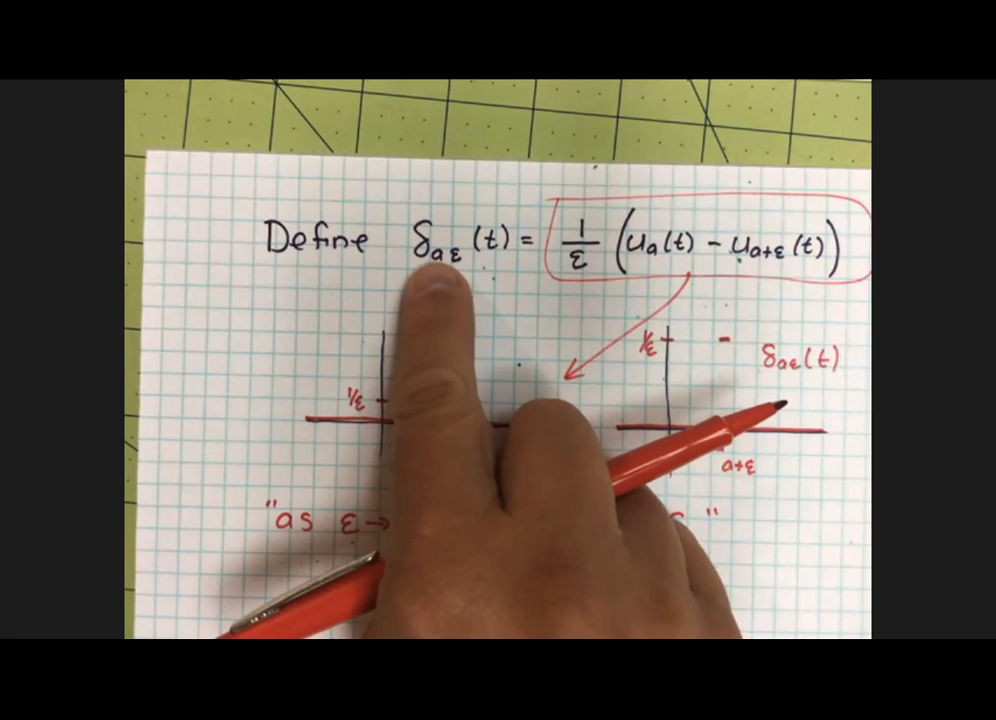 Define δaε(t) = 1/ε (ua(t) - ua+ε(t))
1/ε δaε(t)
1/ε
a+ε
"as ε→ "